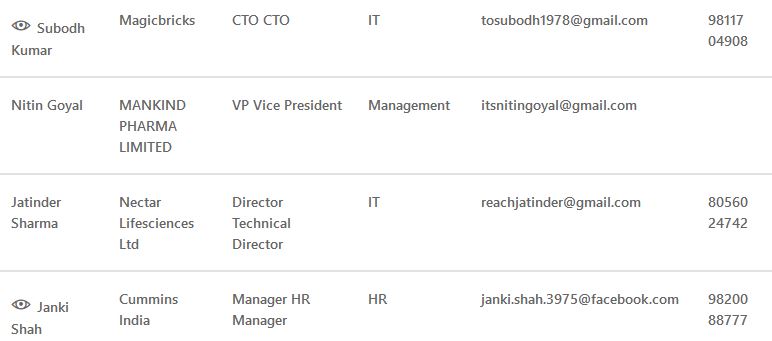 Subodh Kumar Magicbricks CTO CTO IT tosubodh1978@gmail.com 98117 04908
Nitin Goyal MANKIND PHARMA LIMITED VP Vice President Management itsnitingoyal@gmail.com
Jatinder Sharma Nectar Lifesciences Ltd Director Technical Director IT reachjatinder@gmail.com 80560 24742
Janki Shah Cummins India Manager HR Manager HR janki.shah.3975@facebook.com 98200 88777